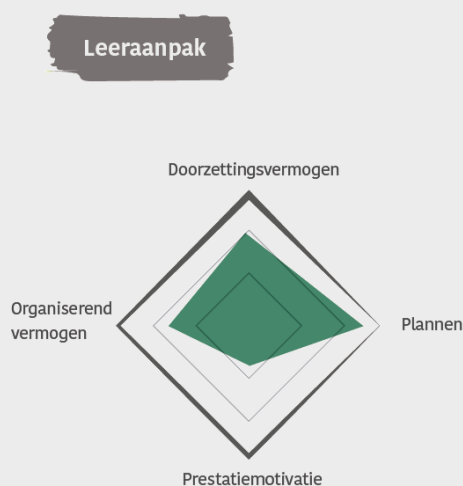 Leeraanpak
Doorzettingsvermogen
Organiserend
vermogen
Plannen
Prestatiemotivatie